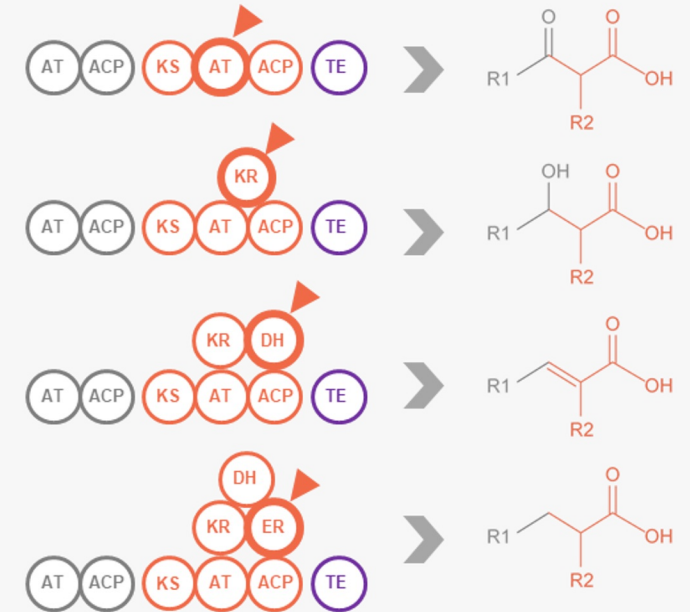 AT ACP KS AT ACP TE
O O
R1 OH
R2
KR
AT ACP KS AT ACP TE
OH O
R1 OH
R2
KR DH
AT ACP KS AT ACP TE
O
R1 OH
R2
DH
KR ER
AT ACP KS AT ACP TE
O
R1 OH
R2